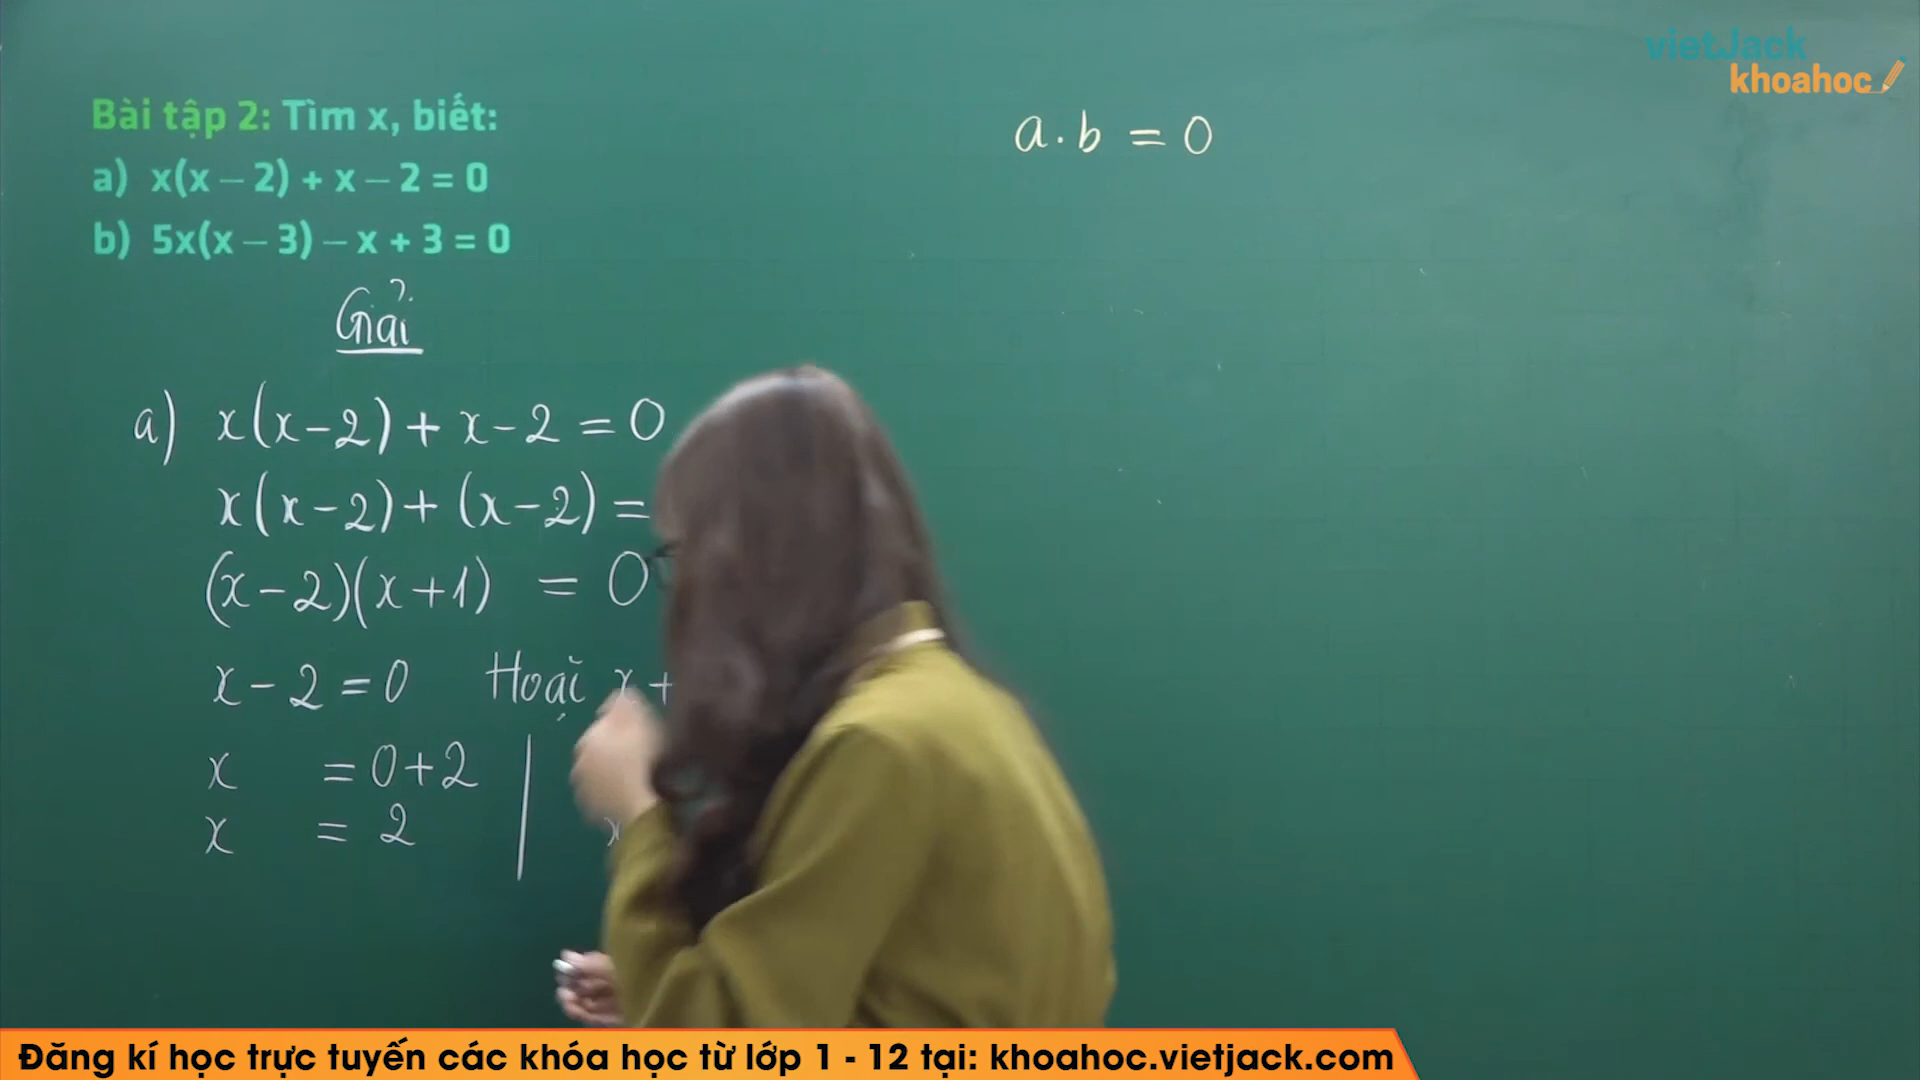 vietJack
khoahoc
Bài tập 2: Tìm x, biết:
a) x(x – 2) + x – 2 = 0
b) 5x(x – 3) – x + 3 = 0
a.b = 0
Giải
a) x(x-2) + x-2 = 0
x(x-2) + (x-2) =
(x-2)(x+1) = 0
x-2 = 0 Hoặc x+
x = 0+2
x = 2 x
Đăng kí học trực tuyến các khóa học từ lớp 1 - 12 tại: khoahoc.vietjack.com